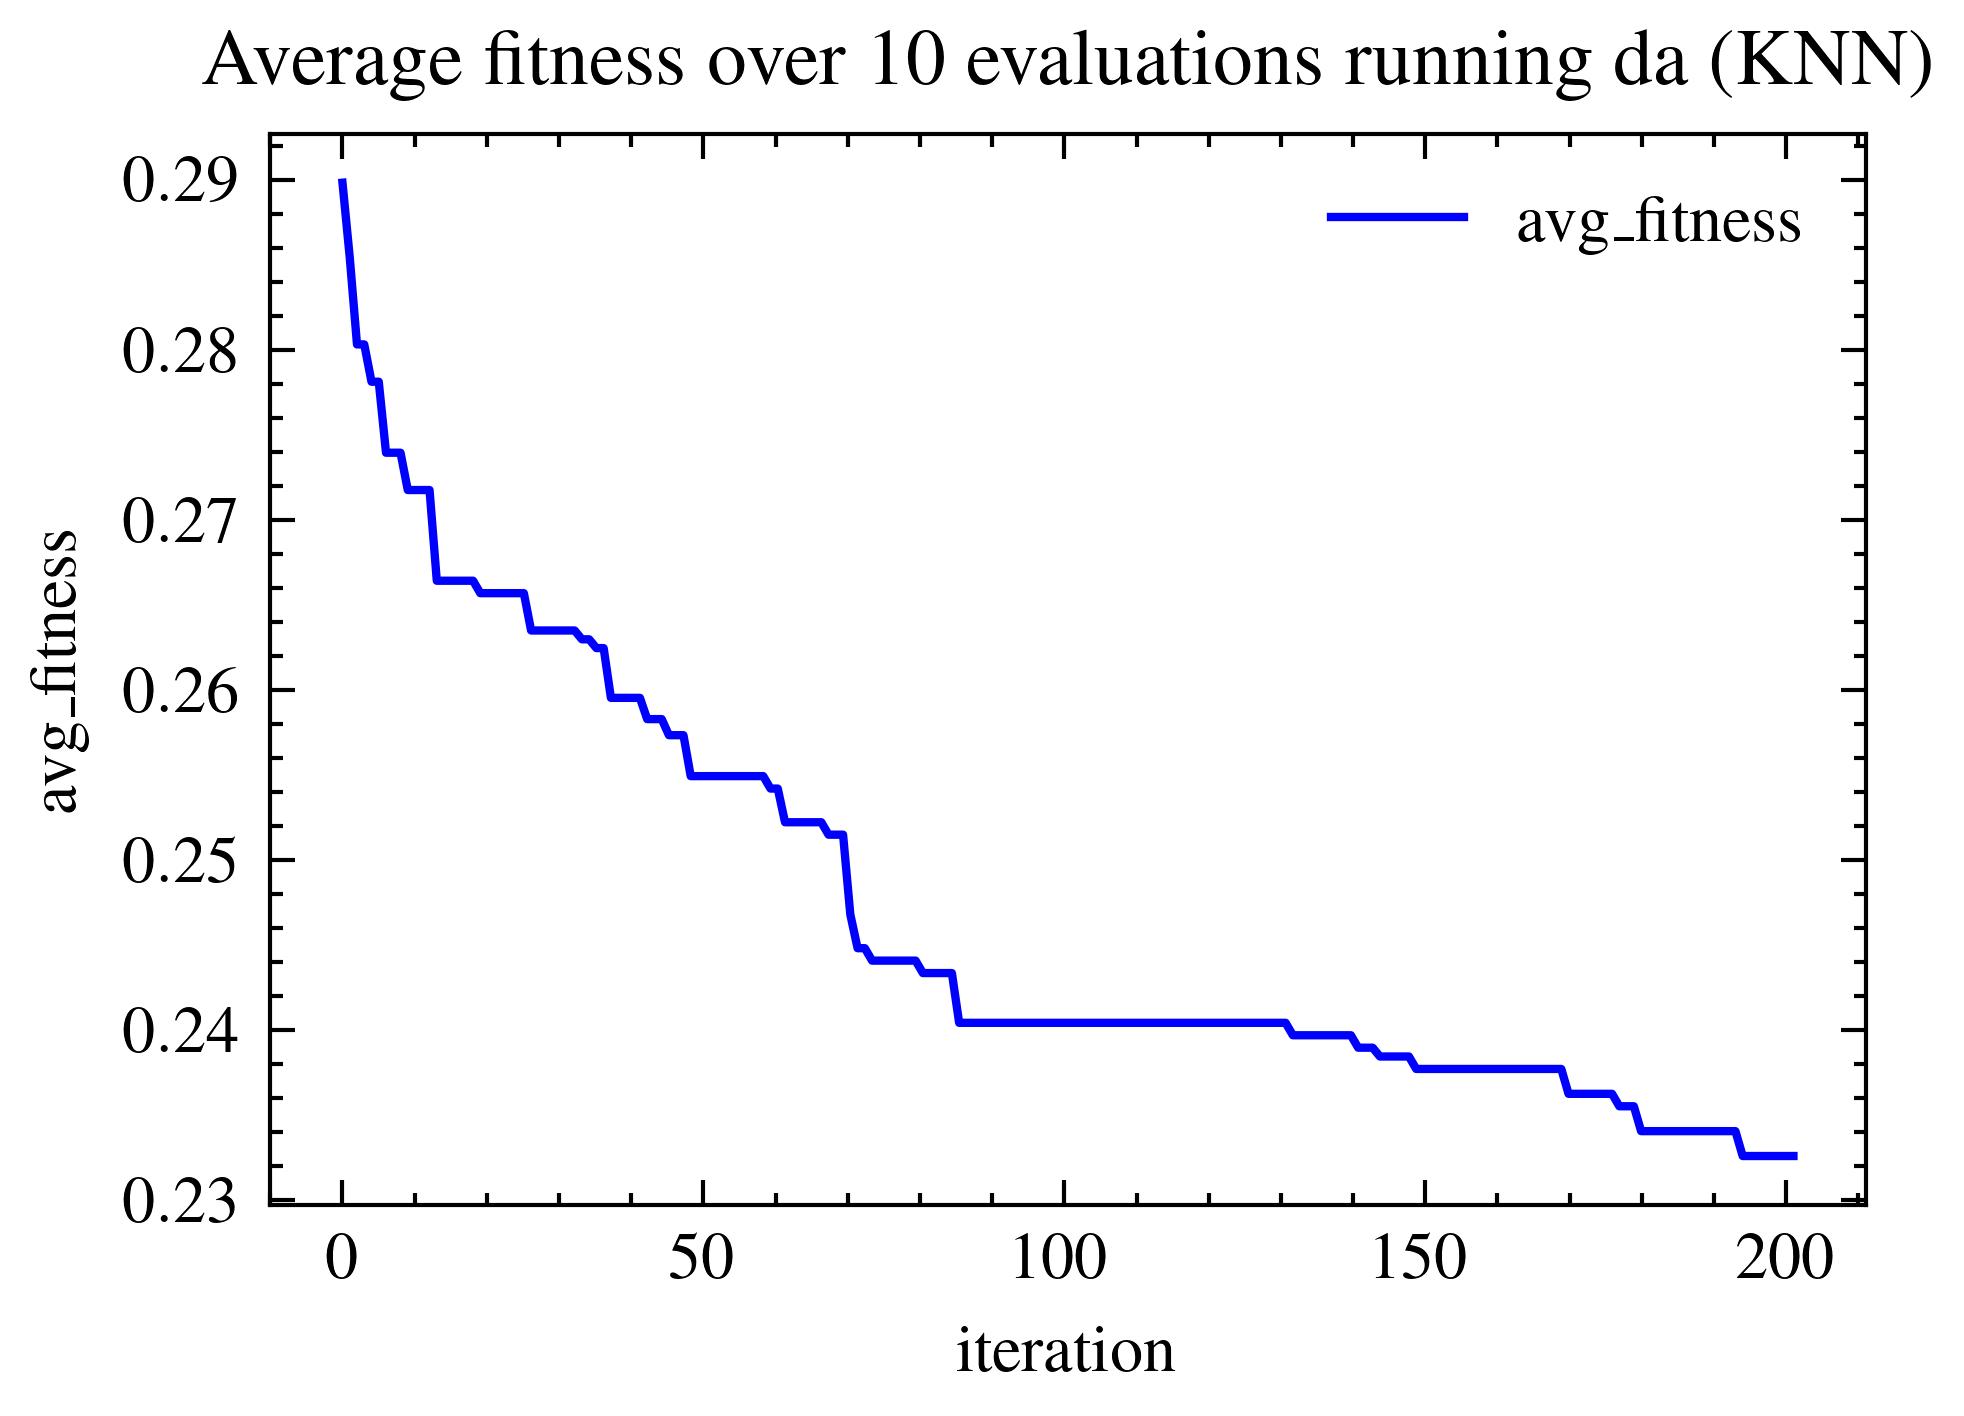 Average fitness over 10 evaluations running da (KNN)
avg_fitness
0.29
0.28
0.27
0.26
0.25
0.24
0.23
avg_fitness
0 50 100 150 200
iteration